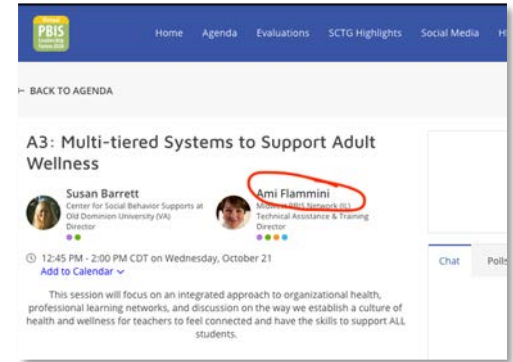 PBIS
Home Agenda Evaluations SCTG Highlights Social Media
BACK TO AGENDA
A3: Multi-tiered Systems to Support Adult
Wellness
Susan Barrett
Center for Social Behavior Supports at
Old Dominion University (VA)
Director
Ami Flammini
Midwest PBIS Network (IL)
Technical Assistance & Training
Director
12:45 PM - 2:00 PM CDT on Wednesday, October 21
Add to Calendar
This session will focus on an integrated approach to organizational health,
professional learning networks, and discussion on the way we establish a culture of
health and wellness for teachers to feel connected and have the skills to support ALL
students.
Chat Polls